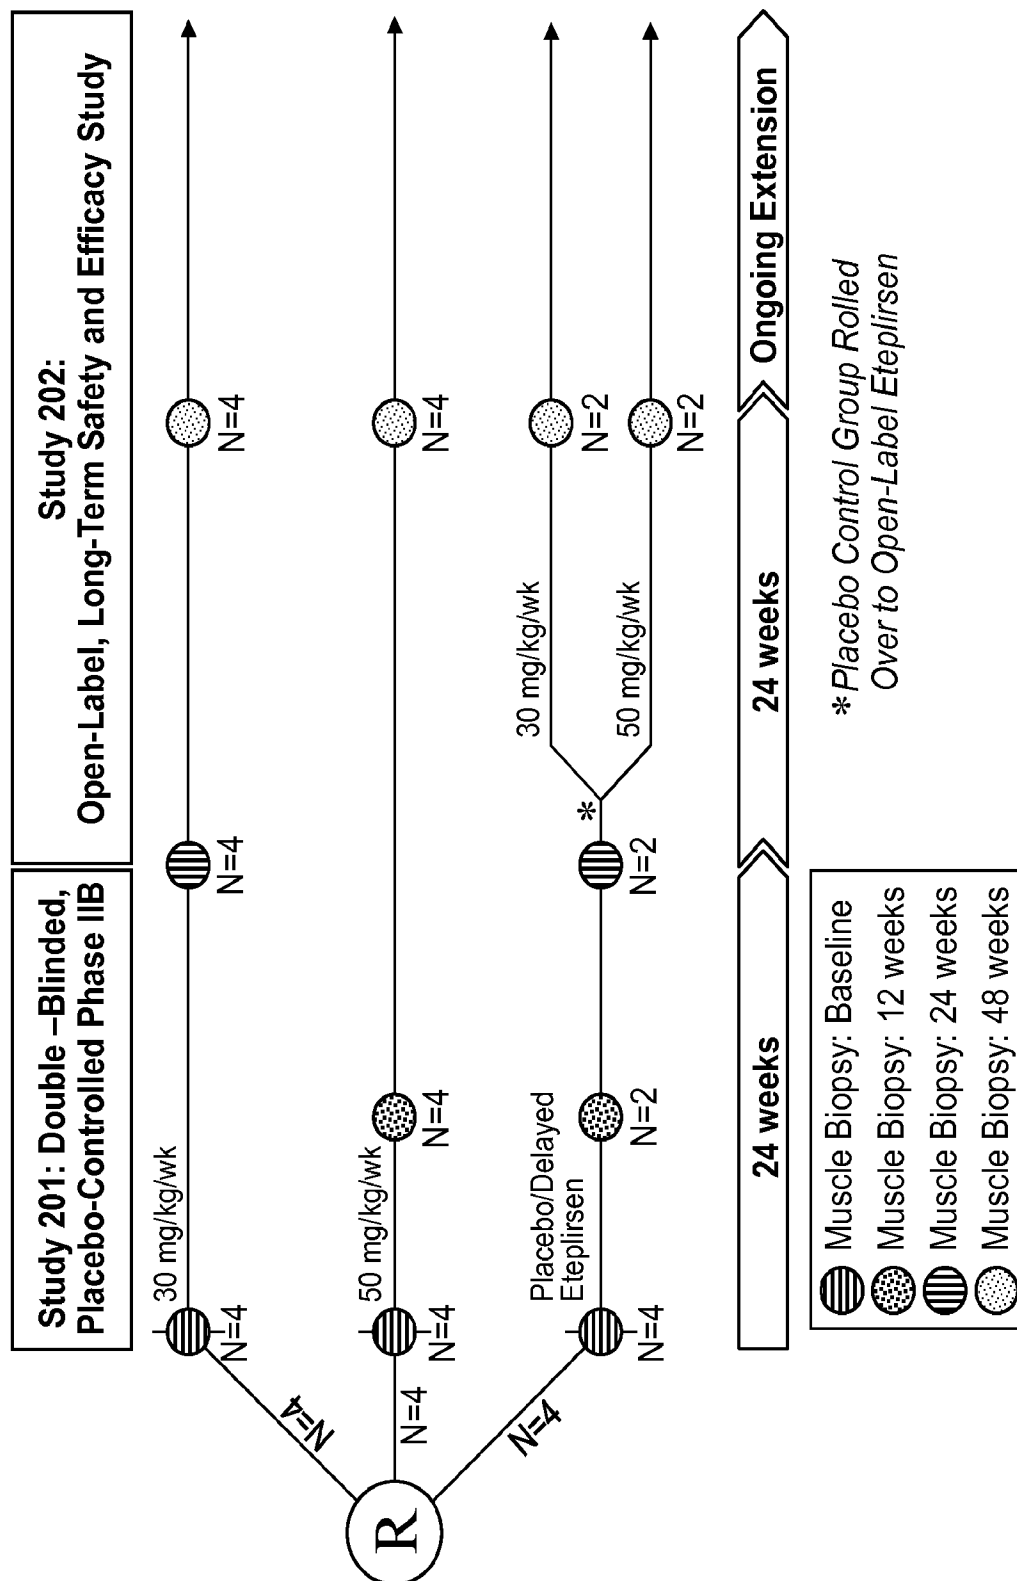 Study 201: Double –Blinded,
Placebo-Controlled Phase IIB
Study 202:
Open-Label, Long-Term Safety and Efficacy Study
R
N=4
N=4
N=4
30 mg/kg/wk
N=4
N=4
N=4
50 mg/kg/wk
N=4
N=4
N=4
Placebo/Delayed
Eteplirsen
N=4
N=2
N=2
*
30 mg/kg/wk
N=2
50 mg/kg/wk
N=2
24 weeks
24 weeks
Ongoing Extension
Muscle Biopsy: Baseline
Muscle Biopsy: 12 weeks
Muscle Biopsy: 24 weeks
Muscle Biopsy: 48 weeks
*Placebo Control Group Rolled
Over to Open-Label Eteplirsen